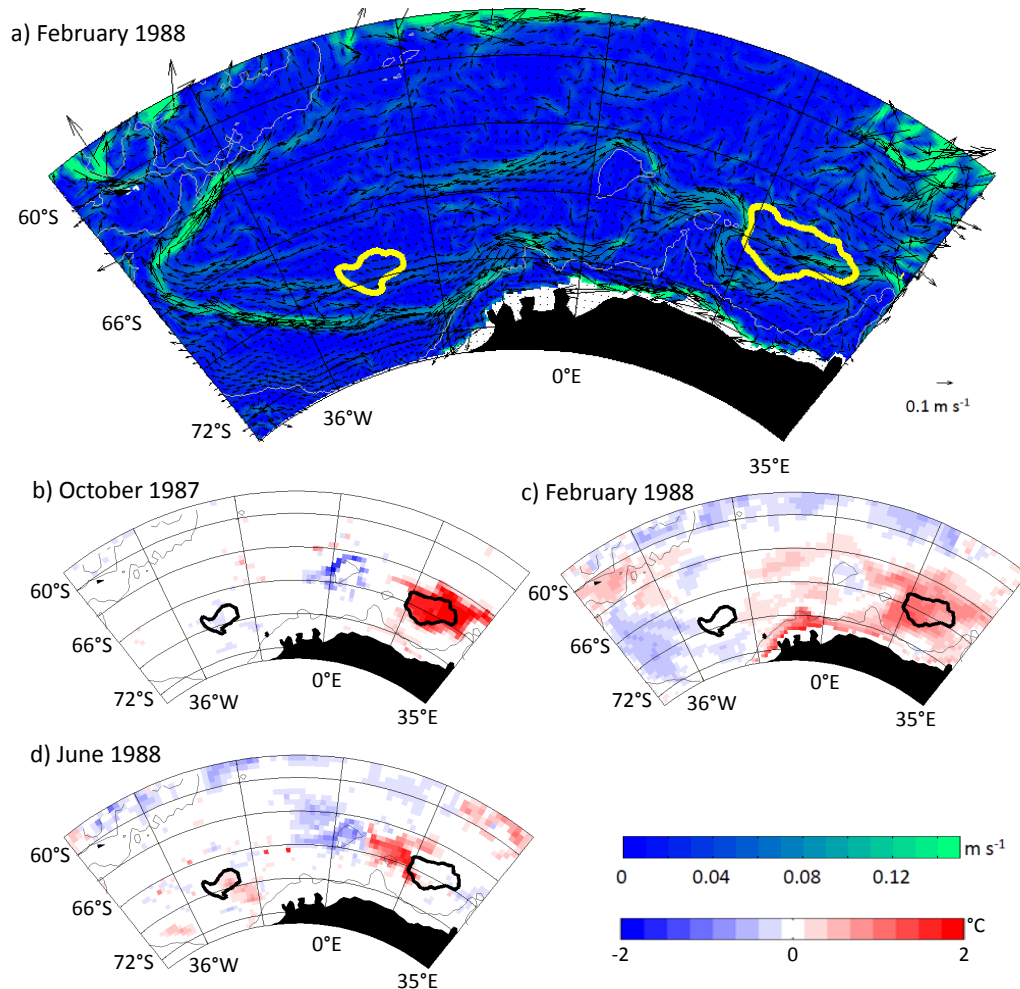 a) February 1988
60°S
66°S
72°S
36°W
0°E
35°E
0.1 m s⁻¹
b) October 1987
60°S
66°S
72°S
36°W
0°E
35°E
c) February 1988
60°S
66°S
72°S
36°W
0°E
35°E
d) June 1988
60°S
66°S
72°S
36°W
0°E
35°E
m s⁻¹
0 0.04 0.08 0.12
°C
-2 0 2